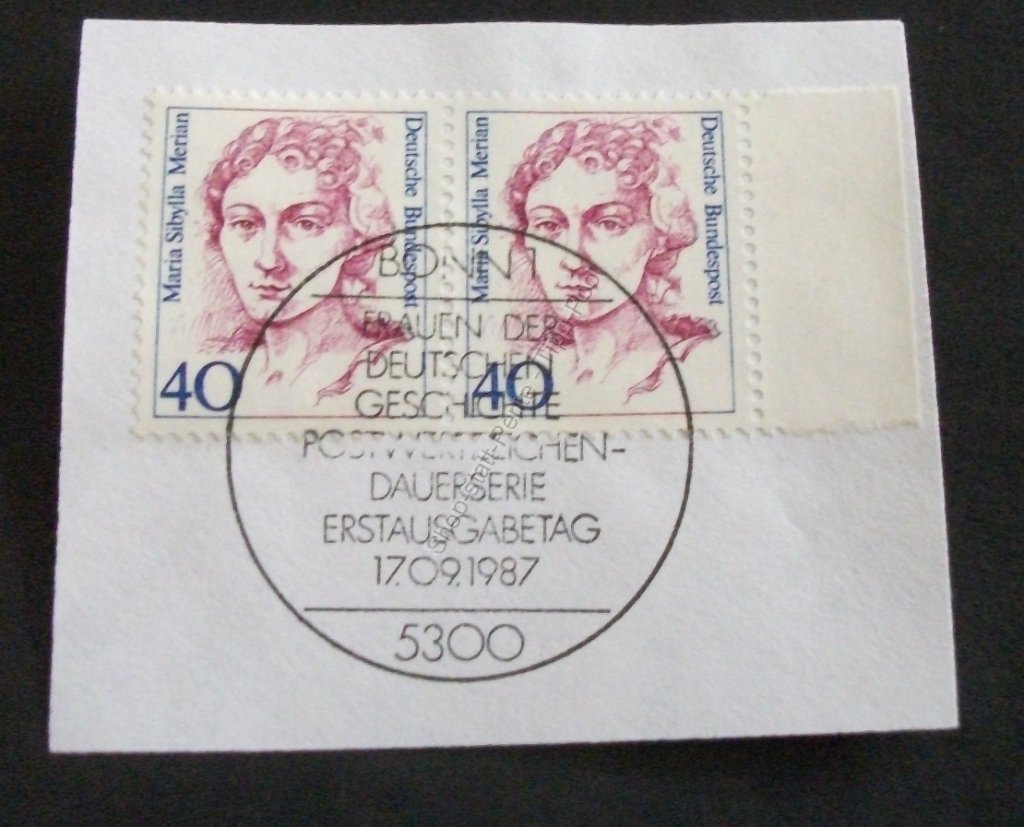 Maria Sibylla Merian
Deutsche Bundespost
40
Maria Sibylla Merian
Deutsche Bundespost
40
BONN 1
FRAUEN DER
DEUTSCHEN
GESCHICHTE
POSTWERTZEICHEN-
DAUERSERIE
ERSTAUSGABETAG
17.09.1987
5300